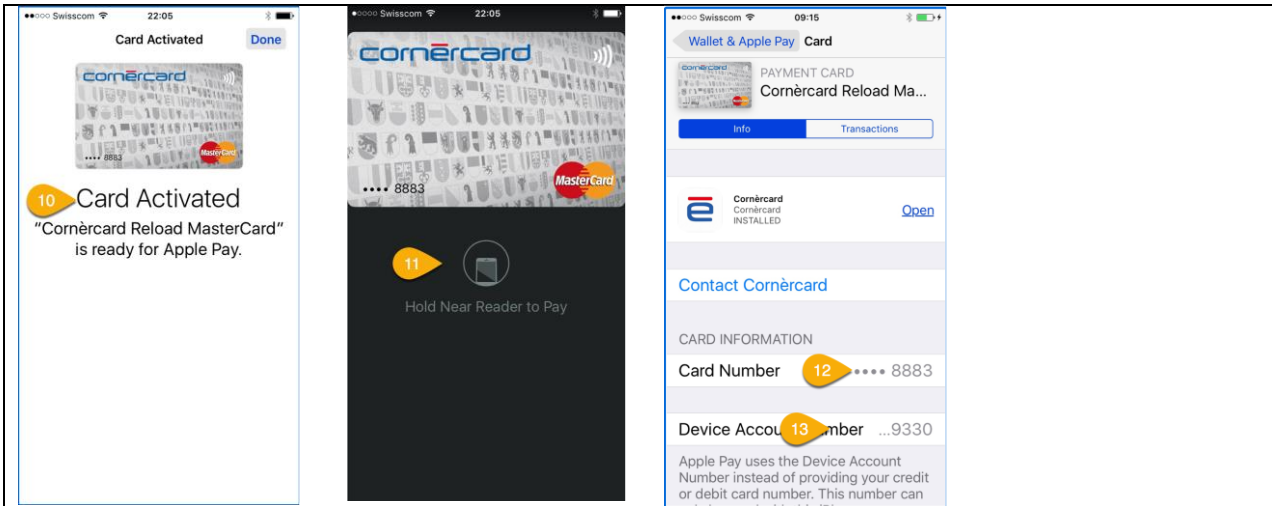 Swisscom 22:05
Card Activated Done
cornèrcard
•••• 8883 MasterCard
10 Card Activated
“Cornèrcard Reload MasterCard”
is ready for Apple Pay.
Swisscom 22:05
cornèrcard
•••• 8883 MasterCard
11
Hold Near Reader to Pay
Swisscom 09:15
Wallet & Apple Pay Card
cornèrcard
PAYMENT CARD
Cornèrcard Reload Ma...
Info Transactions
Cornèrcard
Cornèrcard
INSTALLED
Open
Contact Cornèrcard
CARD INFORMATION
Card Number 12 •••• 8883
Device Accou 13 mber ...9330
Apple Pay uses the Device Account
Number instead of providing your credit
or debit card number. This number can